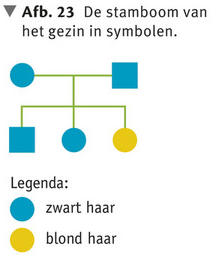 ▼ Afb. 23 De stamboom van
het gezin in symbolen.
Legenda:
zwart haar
blond haar